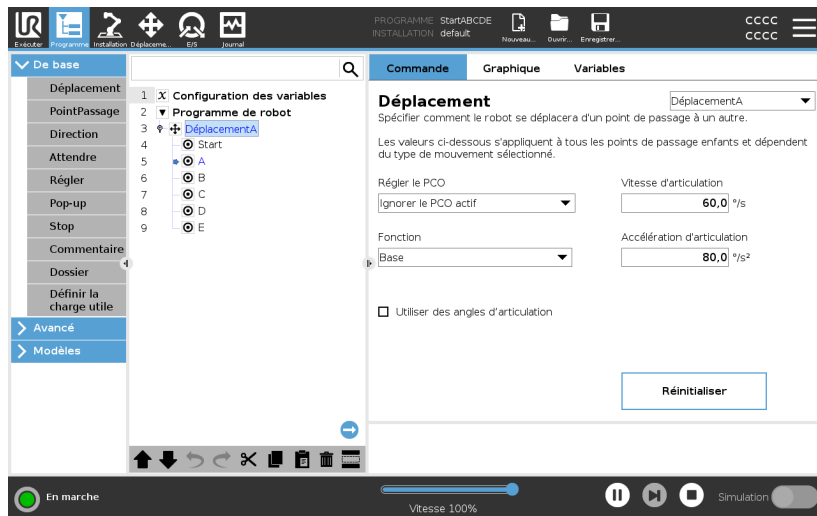 UR
PROGRAMME StartABCDE
INSTALLATION default
CCCC
CCCC
Exécuter Programme Installation Déplaceme... E/S Journal Nouveau... Ouvrir... Enregistrer...
De base
Déplacement
PointPassage
Direction
Attendre
Régler
Pop-up
Stop
Commentaire
Dossier
Définir la
charge utile
Avancé
Modèles
1 X Configuration des variables
2 Programme de robot
3 DéplacementA
4 Start
5 A
6 B
7 C
8 D
9 E
Commande Graphique Variables
Déplacement DéplacementA
Spécifier comment le robot se déplacera d'un point de passage à un autre.
Les valeurs ci-dessous s'appliquent à tous les points de passage enfants et dépendent
du type de mouvement sélectionné.
Régler le PCO Vitesse d'articulation
Ignorer le PCO actif 60,0 °/s
Fonction Accélération d'articulation
Base 80,0 °/s²
Utiliser des angles d'articulation
Réinitialiser
En marche
Vitesse 100%
Simulation